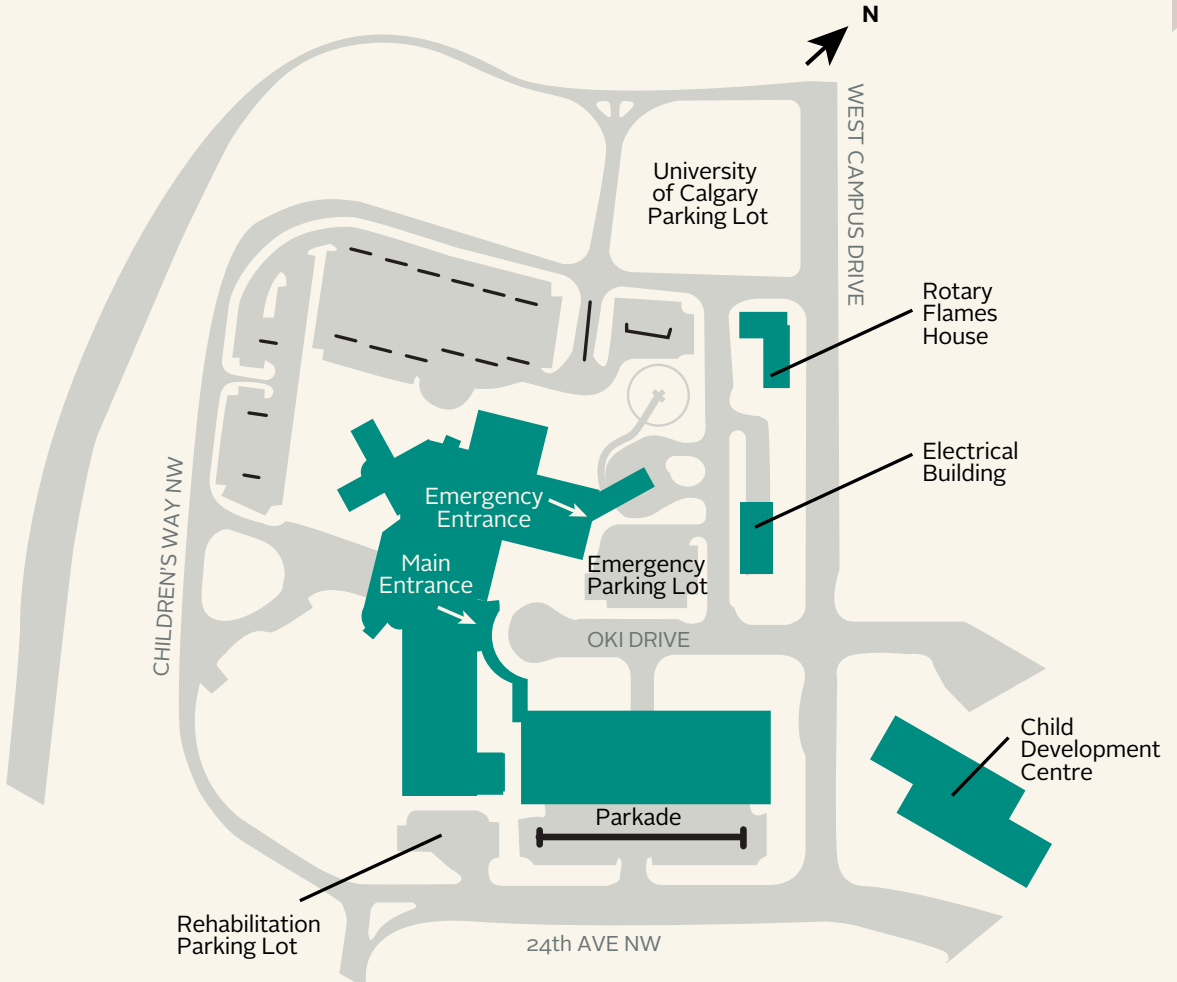 N
WEST CAMPUS DRIVE
University
of Calgary
Parking Lot
Rotary
Flames
House
Electrical
Building
Emergency
Entrance
Main
Entrance
Emergency
Parking Lot
CHILDREN'S WAY NW
OKI DRIVE
Child
Development
Centre
Parkade
Rehabilitation
Parking Lot
24th AVE NW